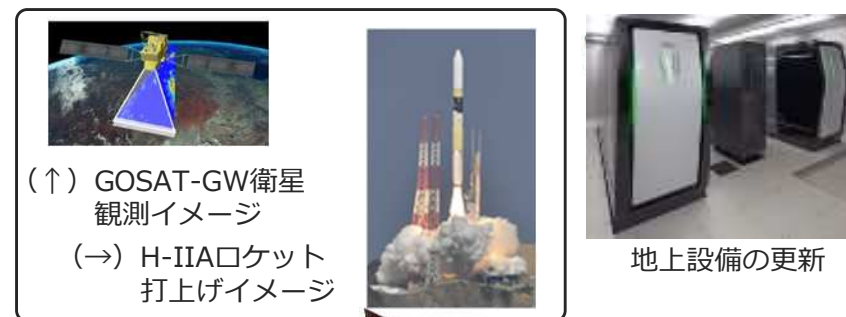 (↑)GOSAT-GW衛星
観測イメージ
(→)H-IIAロケット
打上げイメージ
地上設備の更新